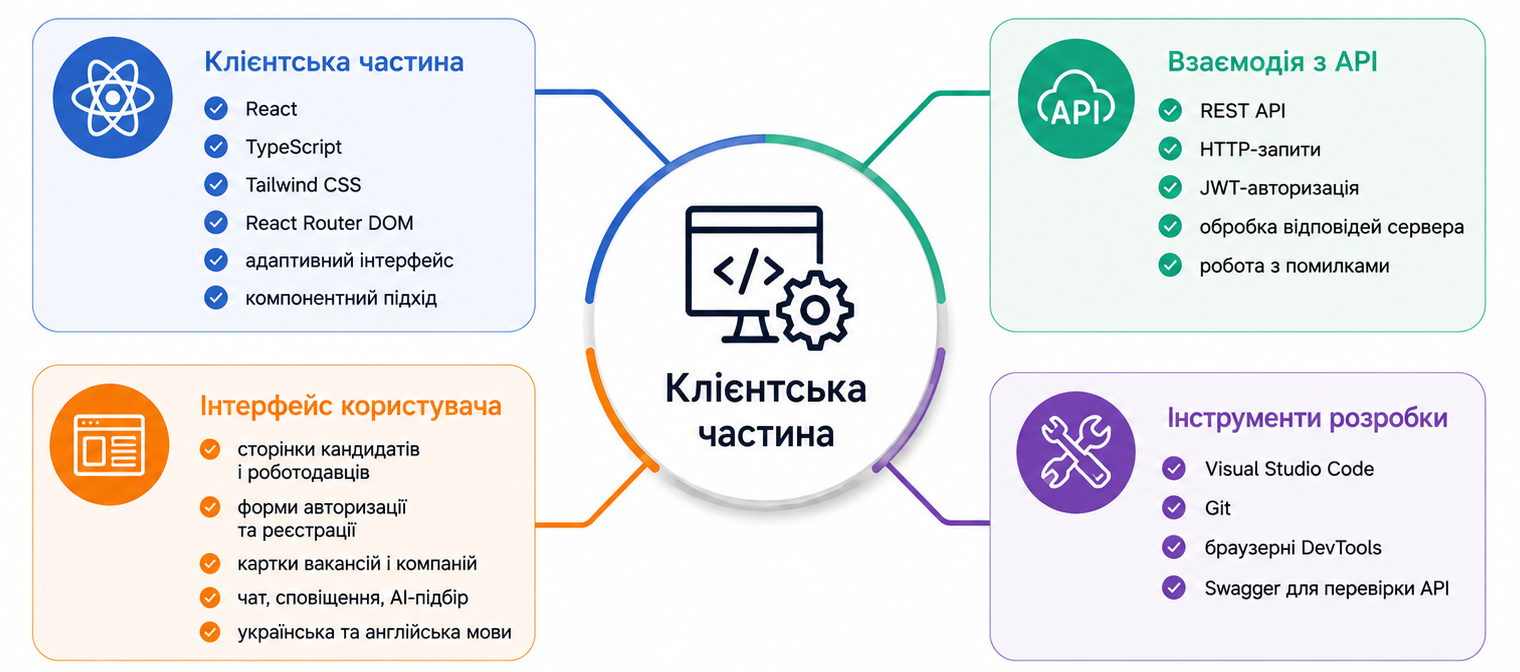 Клієнтська частина
React
TypeScript
Tailwind CSS
React Router DOM
адаптивний інтерфейс
компонентний підхід
Взаємодія з API
API
REST API
HTTP-запити
JWT-авторизація
обробка відповідей сервера
робота з помилками
</>
Клієнтська
частина
Інтерфейс користувача
сторінки кандидатів
і роботодавців
форми авторизації
та реєстрації
картки вакансій і компаній
чат, сповіщення, AI-підбір
українська та англійська мови
Інструменти розробки
Visual Studio Code
Git
браузерні DevTools
Swagger для перевірки API